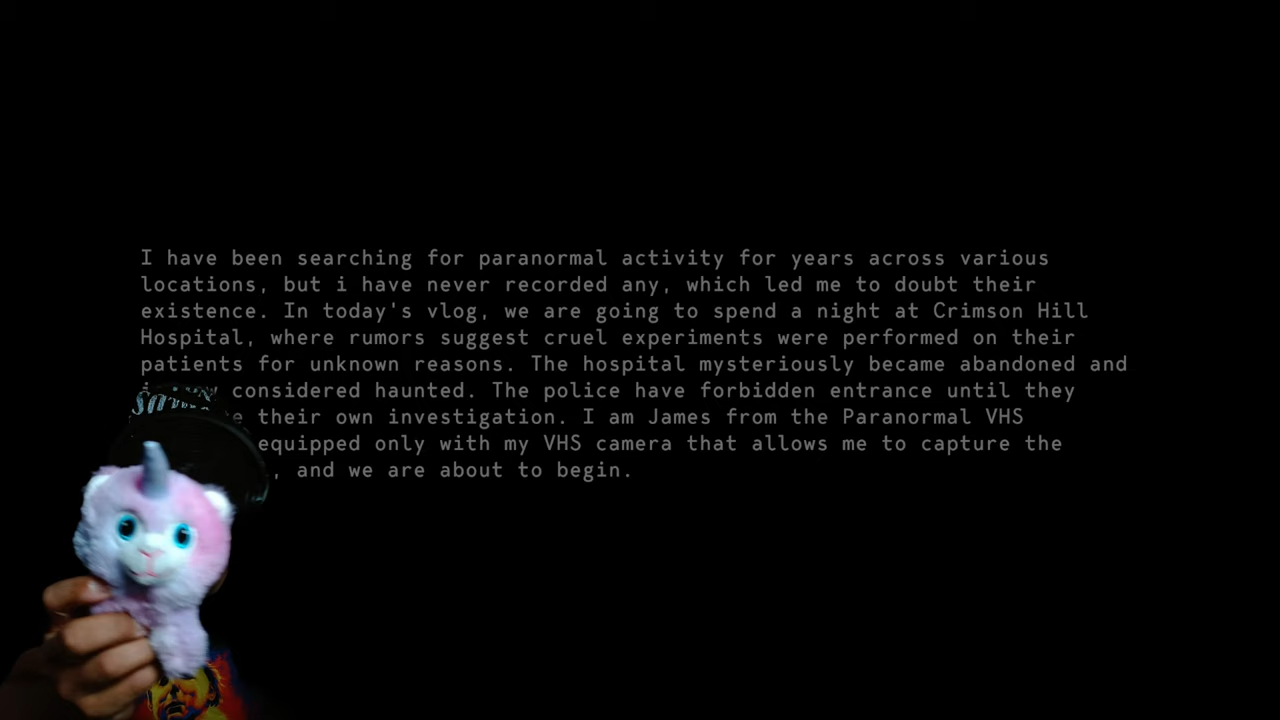 I have been searching for paranormal activity for years across various
locations, but i have never recorded any, which led me to doubt their
existence. In today's vlog, we are going to spend a night at Crimson Hill
Hospital, where rumors suggest cruel experiments were performed on their
patients for unknown reasons. The hospital mysteriously became abandoned and
considered haunted. The police have forbidden entrance until they
their own investigation. I am James from the Paranormal VHS
equipped only with my VHS camera that allows me to capture the
, and we are about to begin.